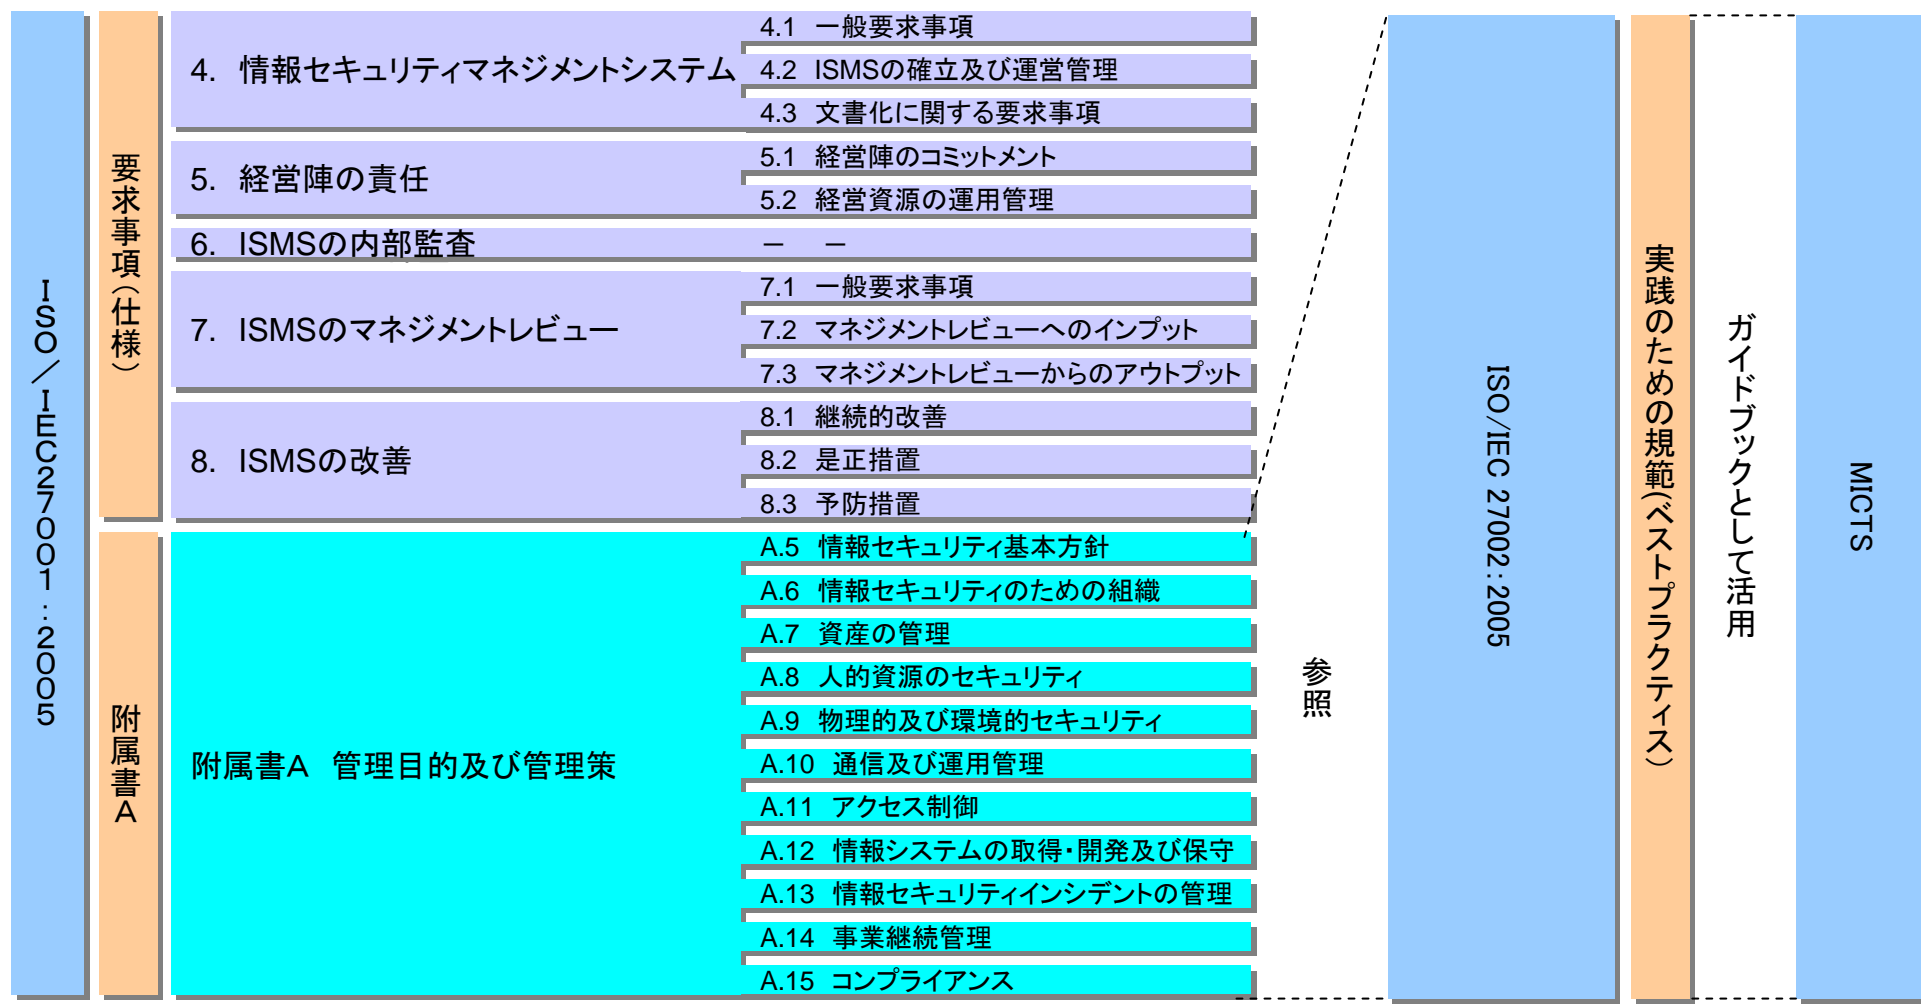 ISO／IEC27001：2005
要求事項（仕様）
4. 情報セキュリティマネジメントシステム
4.1 一般要求事項
4.2 ISMSの確立及び運営管理
4.3 文書化に関する要求事項
5. 経営陣の責任
5.1 経営陣のコミットメント
5.2 経営資源の運用管理
6. ISMSの内部監査
－ －
7. ISMSのマネジメントレビュー
7.1 一般要求事項
7.2 マネジメントレビューへのインプット
7.3 マネジメントレビューからのアウトプット
8. ISMSの改善
8.1 継続的改善
8.2 是正措置
8.3 予防措置
附属書A
附属書A 管理目的及び管理策
A.5 情報セキュリティ基本方針
A.6 情報セキュリティのための組織
A.7 資産の管理
A.8 人的資源のセキュリティ
A.9 物理的及び環境的セキュリティ
A.10 通信及び運用管理
A.11 アクセス制御
A.12 情報システムの取得・開発及び保守
A.13 情報セキュリティインシデントの管理
A.14 事業継続管理
A.15 コンプライアンス
参照
ISO/IEC 27002:2005
実践のための規範(ベストプラクティス)
ガイドブックとして活用
MICTS